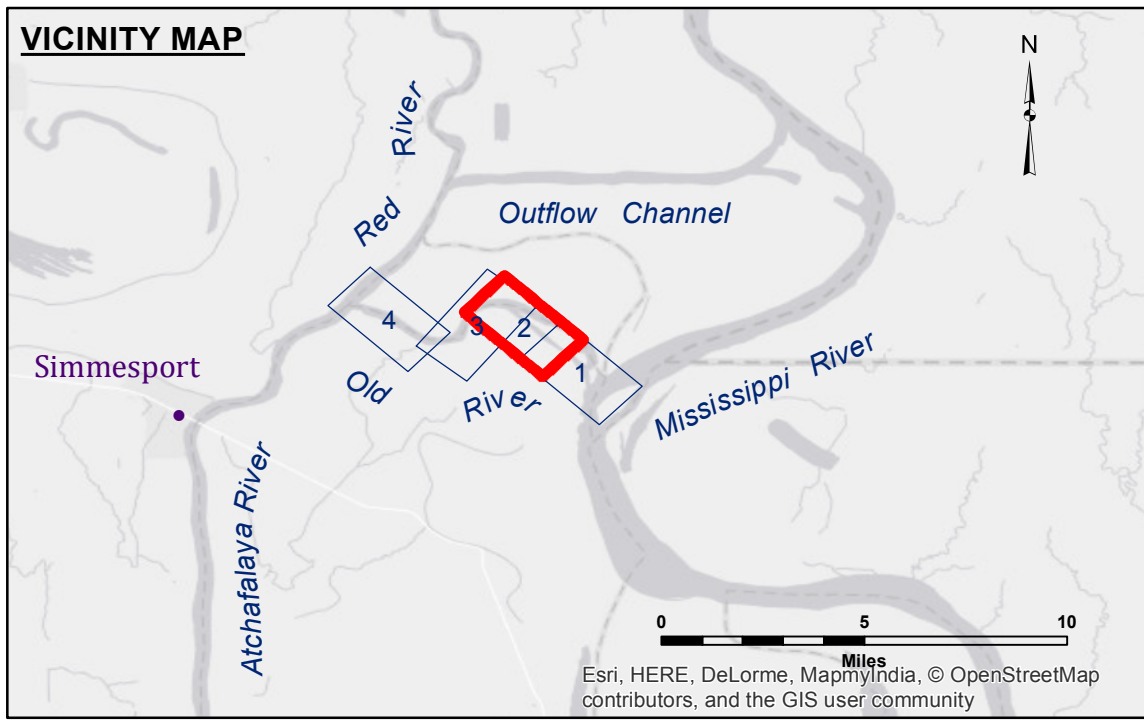 VICINITY MAP
N
Red River
Outflow Channel
4
3
2
1
Simmesport
Old River
Mississippi River
Atchafalaya River
0 5 10
Miles
Esri, HERE, DeLorme, MapmyIndia, © OpenStreetMap
contributors, and the GIS user community